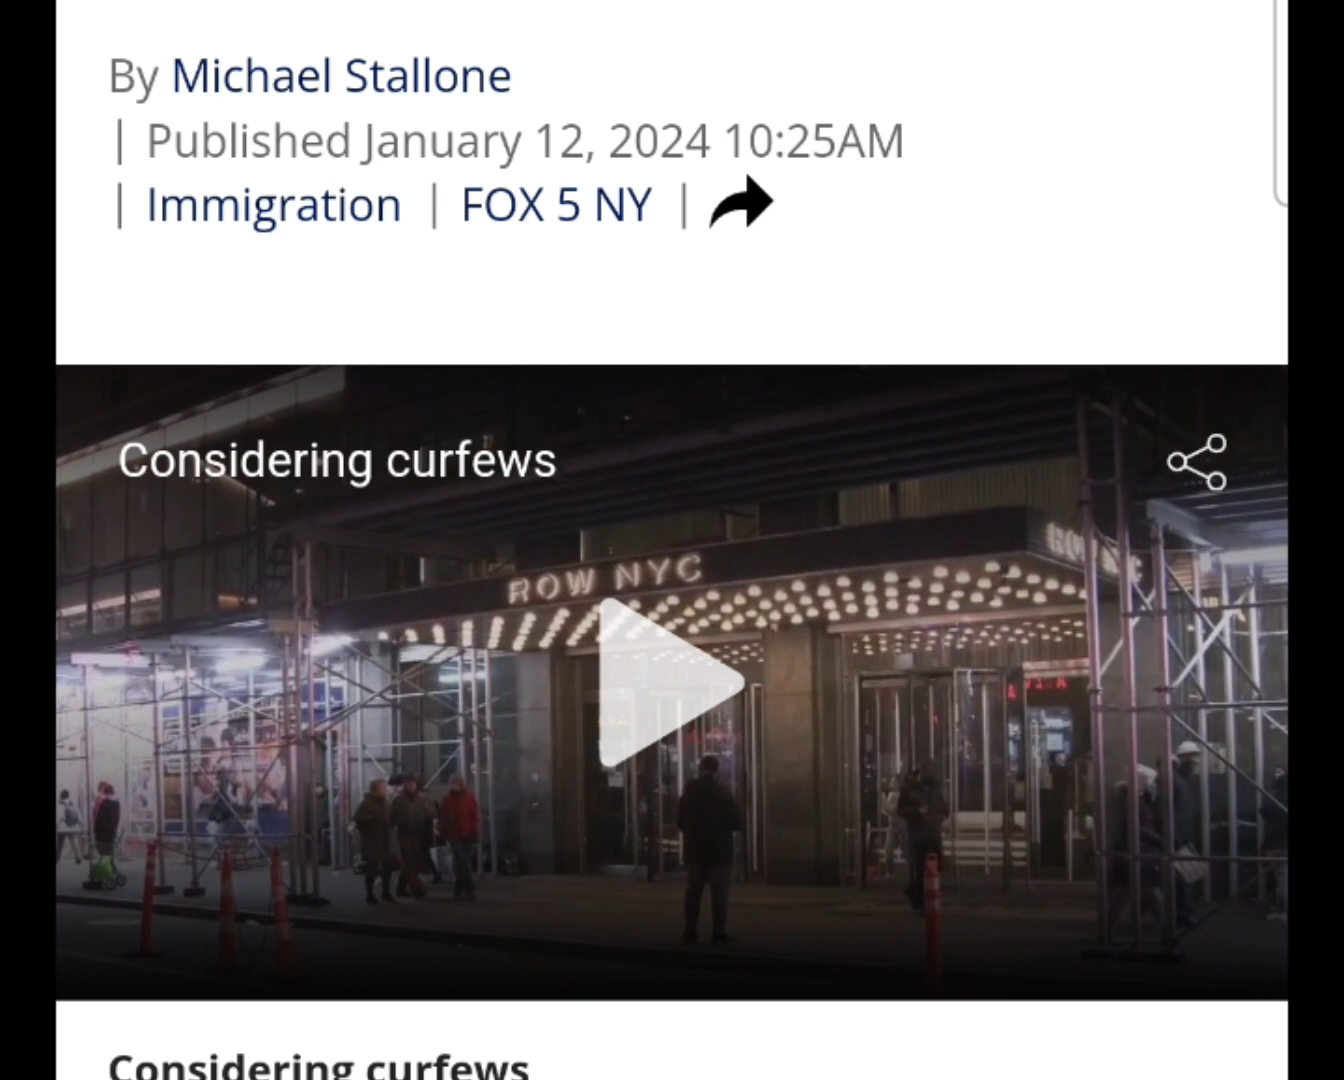 By Michael Stallone
| Published January 12, 2024 10:25AM
| Immigration | FOX 5 NY |
Considering curfews
ROW NYC
Considering curfews